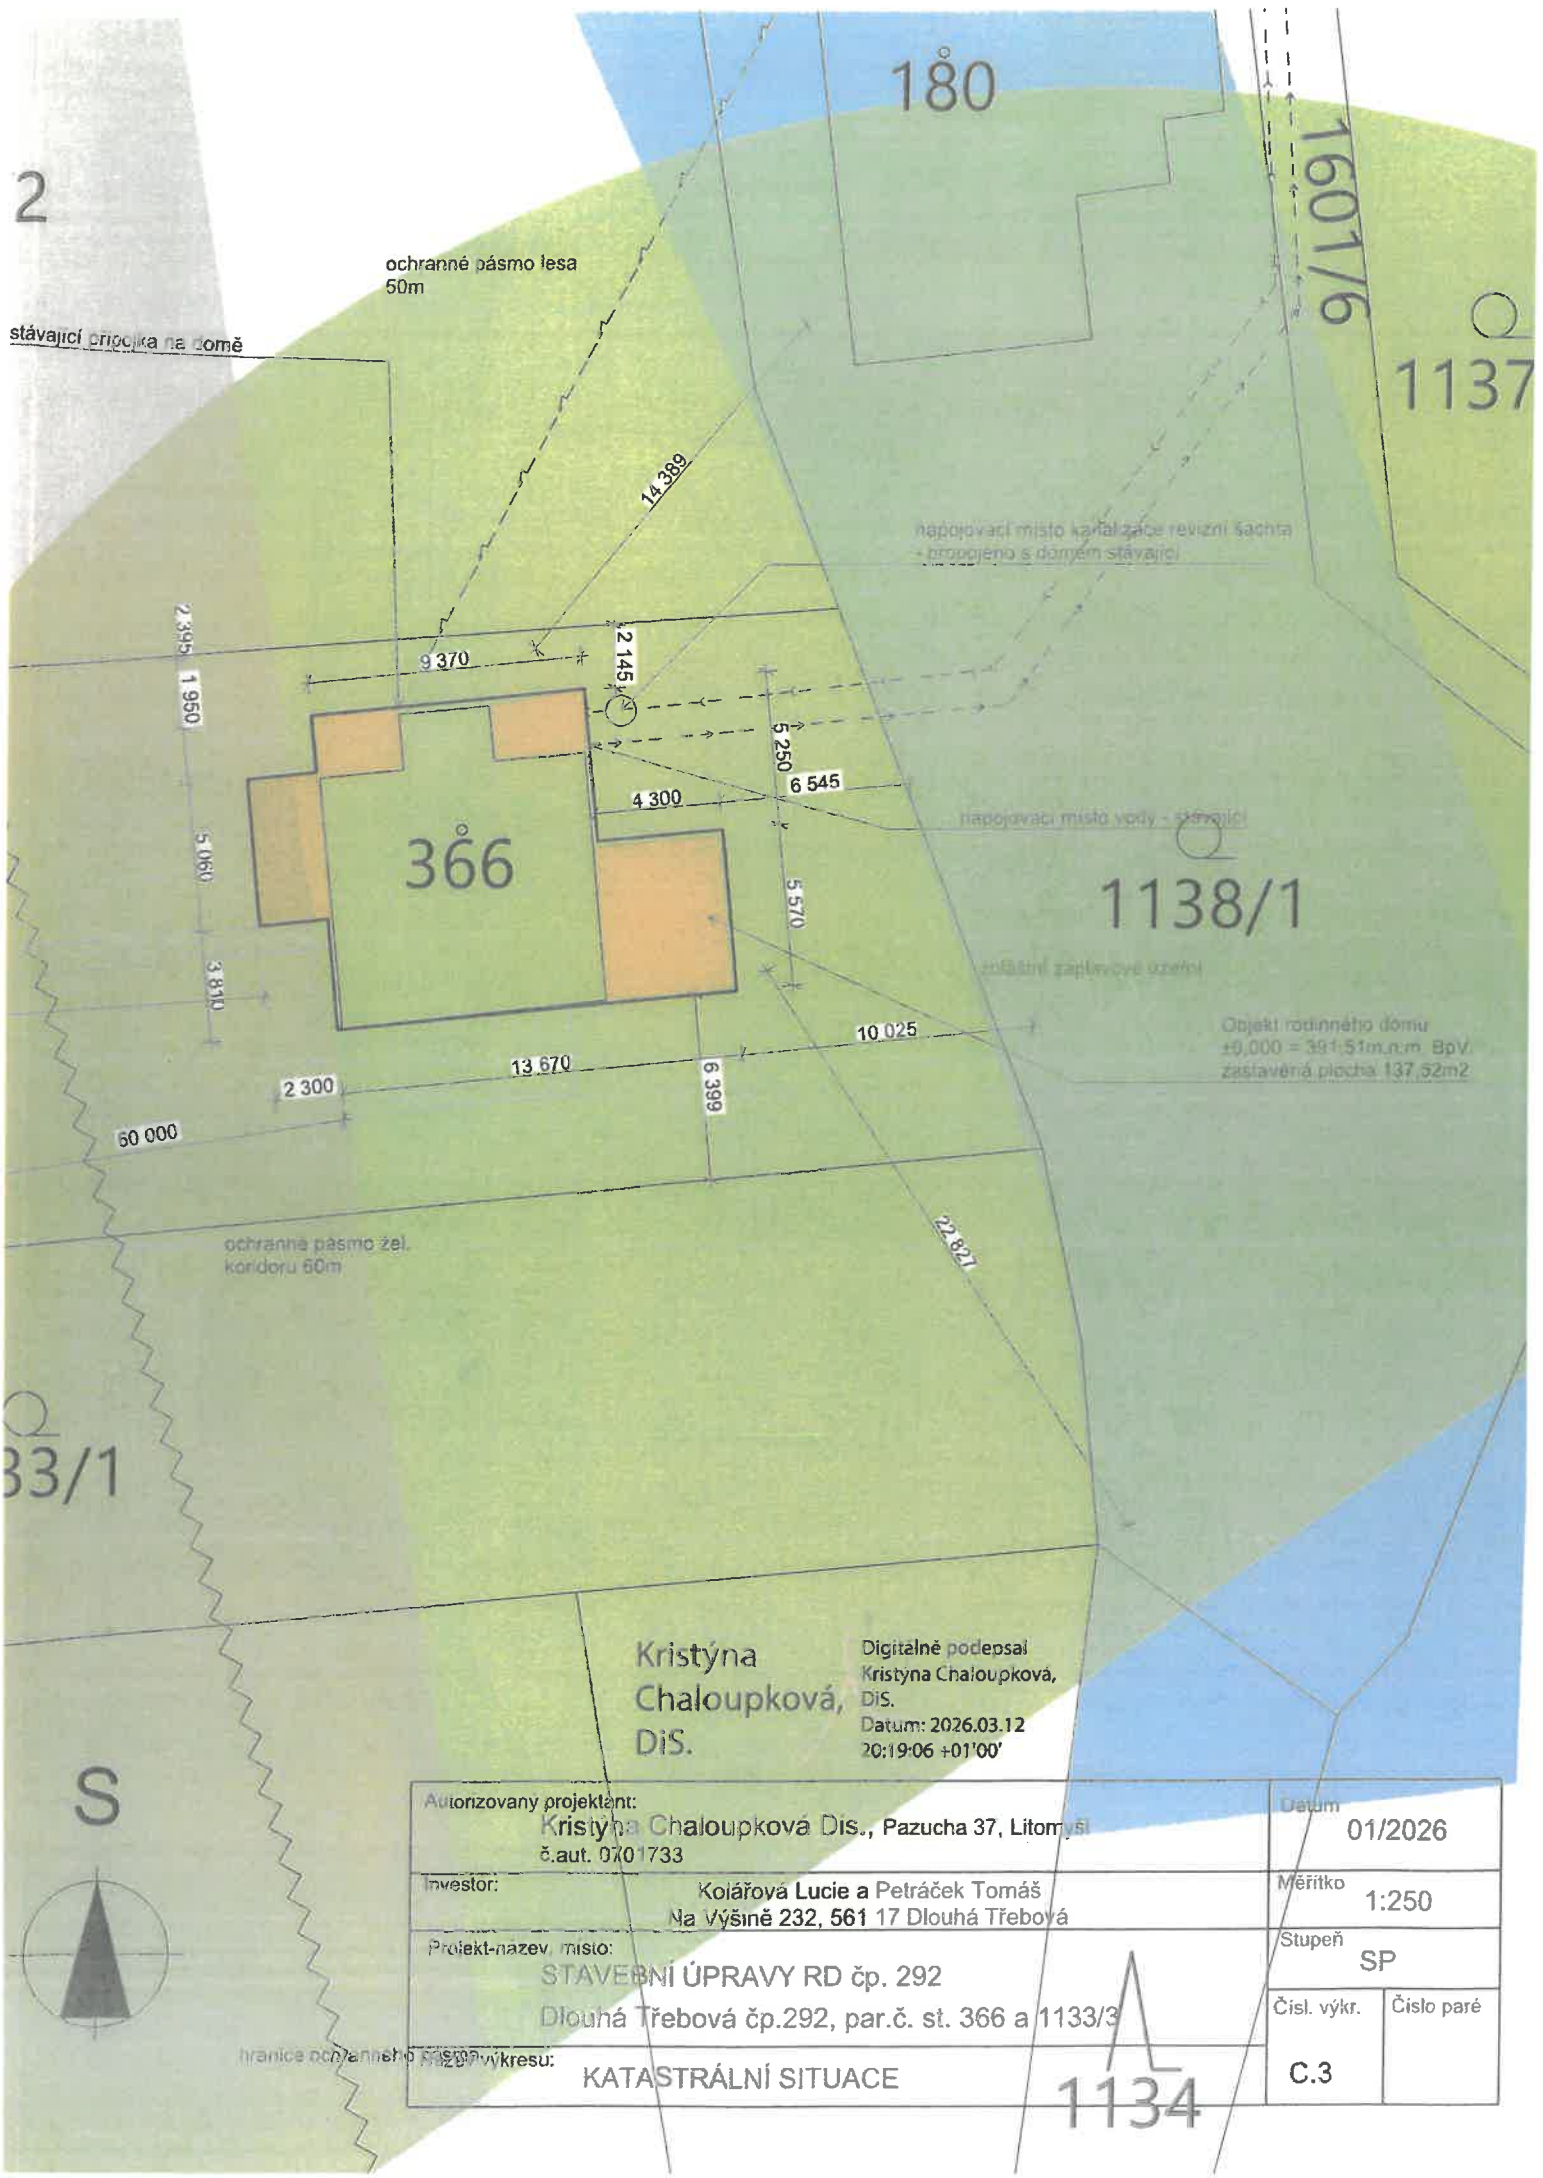 180
1601/6
2
ochranné pásmo lesa
50m
stávající přípojka na domě
1137
14 389
napojovací místo kanalizace revizní šachta
- propojeno s domem stávající
2 395
1 950
9 370
2 145
5 250
6 545
4 300
napojovací místo vody - stávající
366
5 060
5 570
1138/1
3 810
zvláštní záplavové území
10 025
Objekt rodinného domu
±0,000 = 391,51m.n.m. BpV.
zastavěná plocha 137,52m2
13 670
2 300
6 399
60 000
22 827
ochranné pásmo žel.
koridoru 60m
33/1
Kristýna
Chaloupková,
DiS.
Digitálně podepsal
Kristýna Chaloupková,
DiS.
Datum: 2026.03.12
20:19:06 +01'00'
S
Autorizovaný projektant:
Kristýna Chaloupková Dis., Pazucha 37, Litomyšl
č.aut. 0701733
Datum
01/2026
Investor:
Kolářová Lucie a Petráček Tomáš
Na Výšině 232, 561 17 Dlouhá Třebová
Měřítko
1:250
Projekt-název, místo:
STAVEBNÍ ÚPRAVY RD čp. 292
Dlouhá Třebová čp.292, par.č. st. 366 a 1133/3
Stupeň
SP
Čísl. výkr.
Číslo paré
hranice ochranného pásma
Název výkresu:
KATASTRÁLNÍ SITUACE
C.3
1134